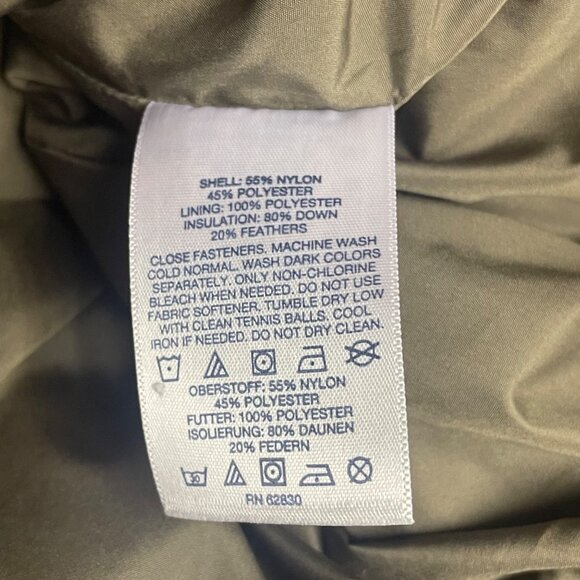 SHELL: 55% NYLON
45% POLYESTER
LINING: 100% POLYESTER
INSULATION: 80% DOWN
20% FEATHERS
CLOSE FASTENERS. MACHINE WASH
COLD NORMAL. WASH DARK COLORS
SEPARATELY. ONLY NON-CHLORINE
BLEACH WHEN NEEDED. DO NOT USE
FABRIC SOFTENER. TUMBLE DRY LOW
WITH CLEAN TENNIS BALLS. COOL
IRON IF NEEDED. DO NOT DRY CLEAN.
OBERSTOFF: 55% NYLON
45% POLYESTER
FUTTER: 100% POLYESTER
ISOLIERUNG: 80% DAUNEN
20% FEDERN
30
RN 62830